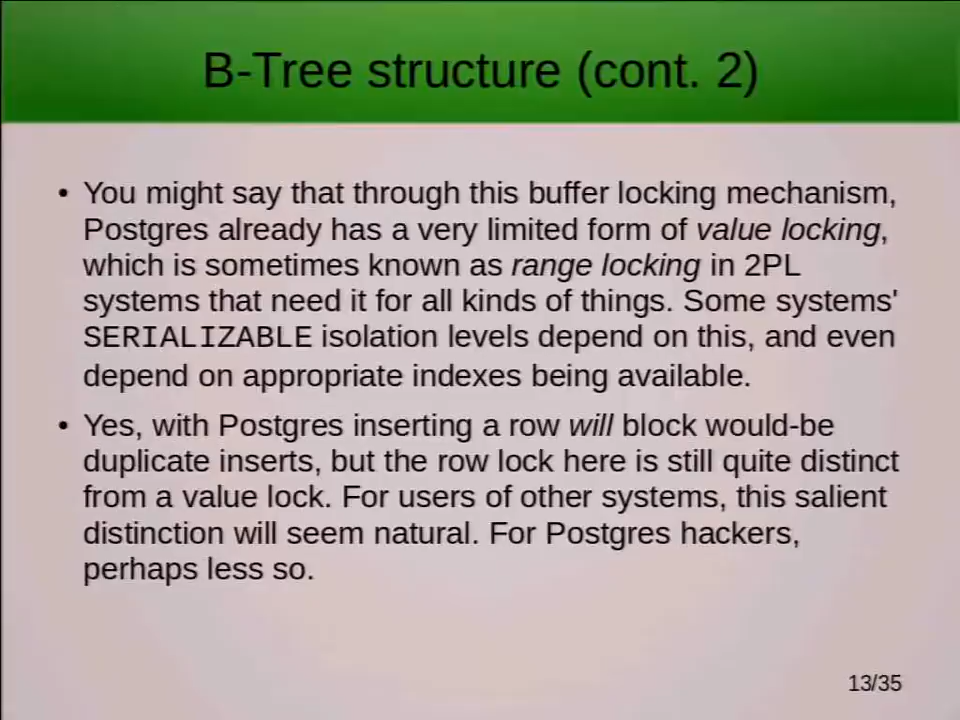 B-Tree structure (cont. 2)
• You might say that through this buffer locking mechanism,
Postgres already has a very limited form of value locking,
which is sometimes known as range locking in 2PL
systems that need it for all kinds of things. Some systems'
SERIALIZABLE isolation levels depend on this, and even
depend on appropriate indexes being available.
• Yes, with Postgres inserting a row will block would-be
duplicate inserts, but the row lock here is still quite distinct
from a value lock. For users of other systems, this salient
distinction will seem natural. For Postgres hackers,
perhaps less so.
13/35